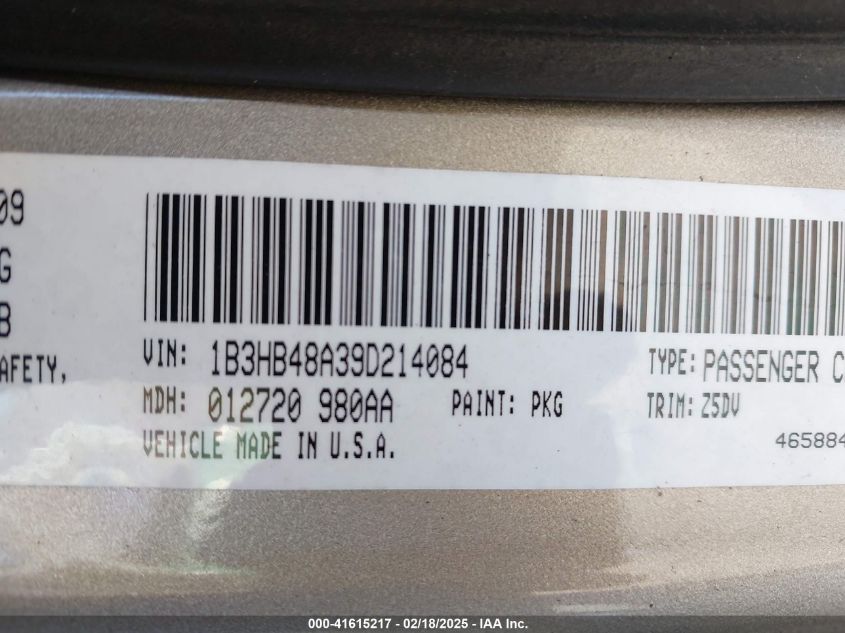 09
G
B
AFETY,
VIN: 1B3HB48A39D214084
TYPE: PASSENGER C
MDH: 012720 980AA
PAINT: PKG
TRIM: Z5DV
VEHICLE MADE IN U.S.A.
465884
000-41615217 - 02/18/2025 - IAA Inc.